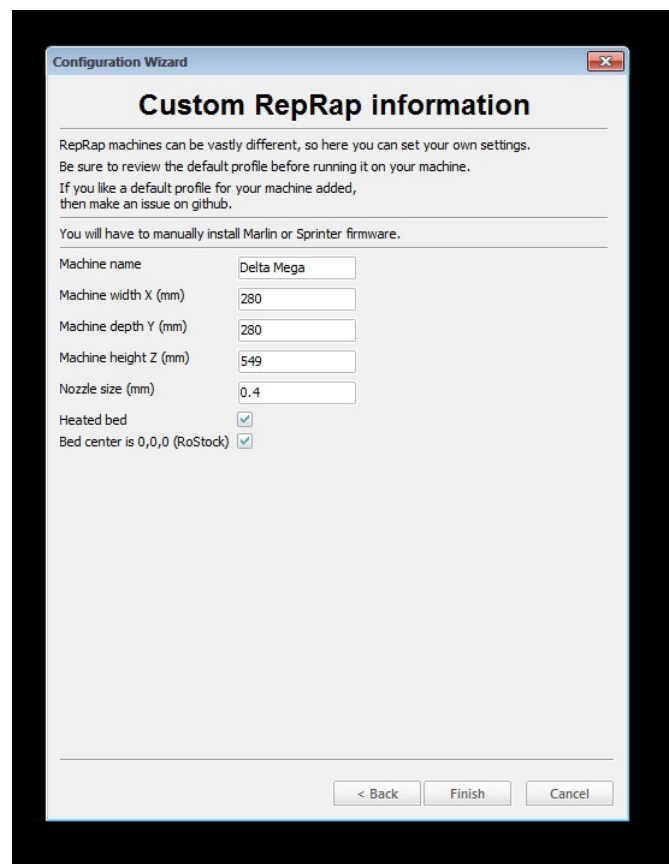 Configuration Wizard
Custom RepRap information
RepRap machines can be vastly different, so here you can set your own settings.
Be sure to review the default profile before running it on your machine.
If you like a default profile for your machine added,
then make an issue on github.
You will have to manually install Marlin or Sprinter firmware.
Machine name Delta Mega
Machine width X (mm) 280
Machine depth Y (mm) 280
Machine height Z (mm) 549
Nozzle size (mm) 0.4
Heated bed
Bed center is 0,0,0 (RoStock)
< Back Finish Cancel